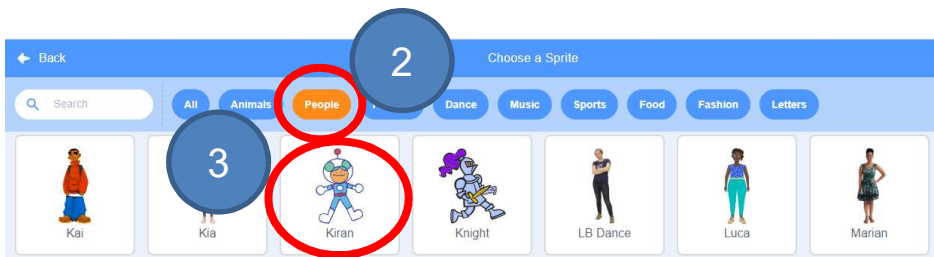 2
Back Choose a Sprite
Search All Animals People Dance Music Sports Food Fashion Letters
3
Kai Kia Kiran Knight LB Dance Luca Marian